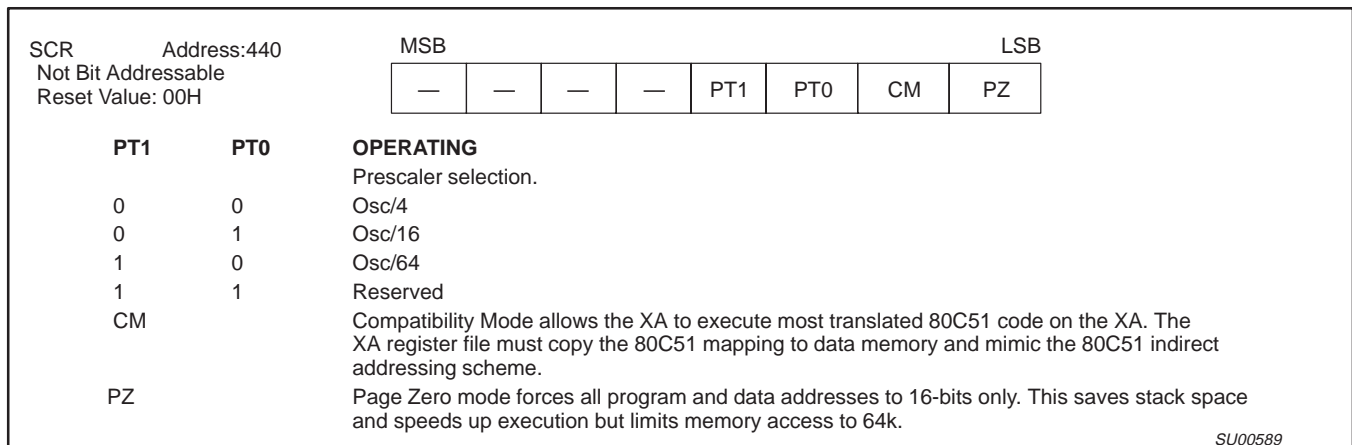 SCR Address:440 MSB LSB
Not Bit Addressable
Reset Value: 00H
— — — — PT1 PT0 CM PZ
PT1 PT0 OPERATING
Prescaler selection.
0 0 Osc/4
0 1 Osc/16
1 0 Osc/64
1 1 Reserved
CM Compatibility Mode allows the XA to execute most translated 80C51 code on the XA. The
XA register file must copy the 80C51 mapping to data memory and mimic the 80C51 indirect
addressing scheme.
PZ Page Zero mode forces all program and data addresses to 16-bits only. This saves stack space
and speeds up execution but limits memory access to 64k.
SU00589